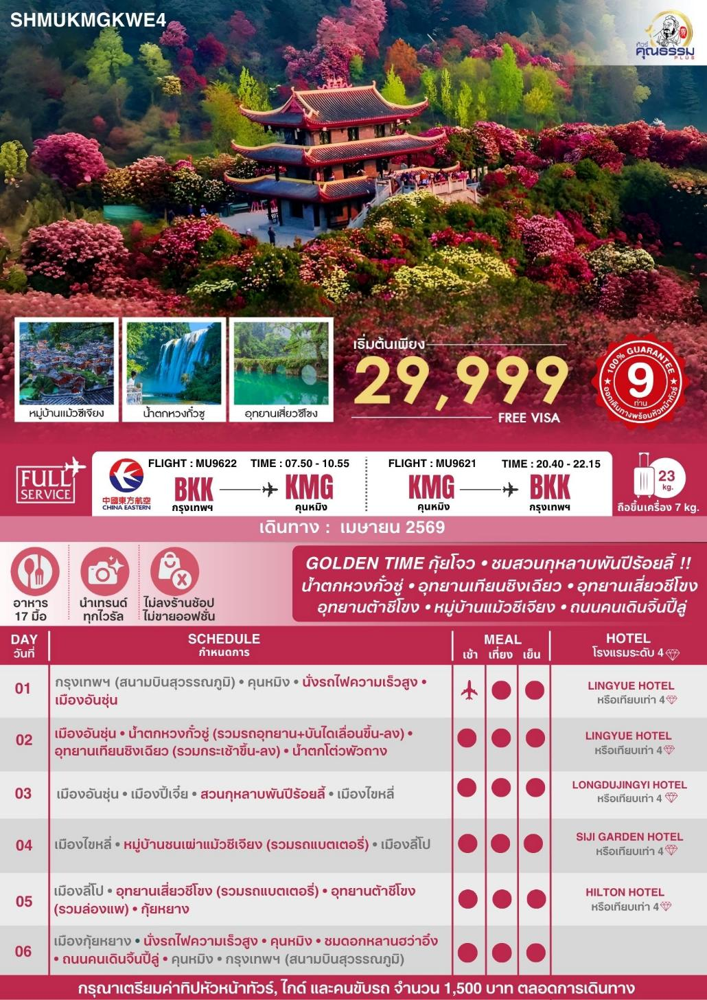 SHMUKMGKWE4
ทัวร์
คุณธรรม
PLUS
หมู่บ้านแม้วซีเจียง
น้ำตกหวงกั๋วซู
อุทยานเสี่ยวชีโขง
เริ่มต้นเพียง
29,999
FREE VISA
100% GUARANTEE
9
ท่าน
ออกเดินทางพร้อมหัวหน้าทัวร์
FULL
SERVICE
中國東方航空
CHINA EASTERN
FLIGHT : MU9622 TIME : 07.50 - 10.55
BKK KMG
กรุงเทพฯ คุนหมิง
FLIGHT : MU9621 TIME : 20.40 - 22.15
KMG BKK
คุนหมิง กรุงเทพฯ
23
kg.
ถือขึ้นเครื่อง 7 kg.
เดินทาง : เมษายน 2569
อาหาร
17 มื้อ
นำเทรนด์
ทุกไวรัล
ไม่ลงร้านช้อป
ไม่ขายออฟชั่น
GOLDEN TIME กุ้ยโจว • ชมสวนกุหลาบพันปีร้อยลี้ !!
น้ำตกหวงกั๋วซู่ • อุทยานเทียนชิงเฉียว • อุทยานเสี่ยวชีโขง
อุทยานต้าชีโขง • หมู่บ้านแม้วซีเจียง • ถนนคนเดินจิ้นปี้ลู่
DAY SCHEDULE MEAL HOTEL
วันที่ กำหนดการ เช้า เที่ยง เย็น โรงแรมระดับ 4
01 กรุงเทพฯ (สนามบินสุวรรณภูมิ) • คุนหมิง • นั่งรถไฟความเร็วสูง •
เมืองอันชุ่น
LINGYUE HOTEL
หรือเทียบเท่า 4
02 เมืองอันชุ่น • น้ำตกหวงกั๋วซู่ (รวมรถอุทยาน+บันไดเลื่อนขึ้น-ลง) •
อุทยานเทียนชิงเฉียว (รวมกระเช้าขึ้น-ลง) • น้ำตกโต่วพัวถาง
LINGYUE HOTEL
หรือเทียบเท่า 4
03 เมืองอันชุ่น • เมืองปี้เจี๋ย • สวนกุหลาบพันปีร้อยลี้ • เมืองไขหลี่
LONGDUJINGYI HOTEL
หรือเทียบเท่า 4
04 เมืองไขหลี่ • หมู่บ้านชนเผ่าแม้วซีเจียง (รวมรถแบตเตอรี่) • เมืองลี่โป
SIJI GARDEN HOTEL
หรือเทียบเท่า 4
05 เมืองลี่โป • อุทยานเสี่ยวชีโขง (รวมรถแบตเตอรี่) • อุทยานต้าชีโขง
(รวมล่องแพ) • กุ้ยหยาง
HILTON HOTEL
หรือเทียบเท่า 4
06 เมืองกุ้ยหยาง • นั่งรถไฟความเร็วสูง • คุนหมิง • ชมดอกหลานฮว่าอิ๋ง
• ถนนคนเดินจิ้นปี้ลู่ • คุนหมิง • กรุงเทพฯ (สนามบินสุวรรณภูมิ)
กรุณาเตรียมค่าทิปหัวหน้าทัวร์, ไกด์ และคนขับรถ จำนวน 1,500 บาท ตลอดการเดินทาง